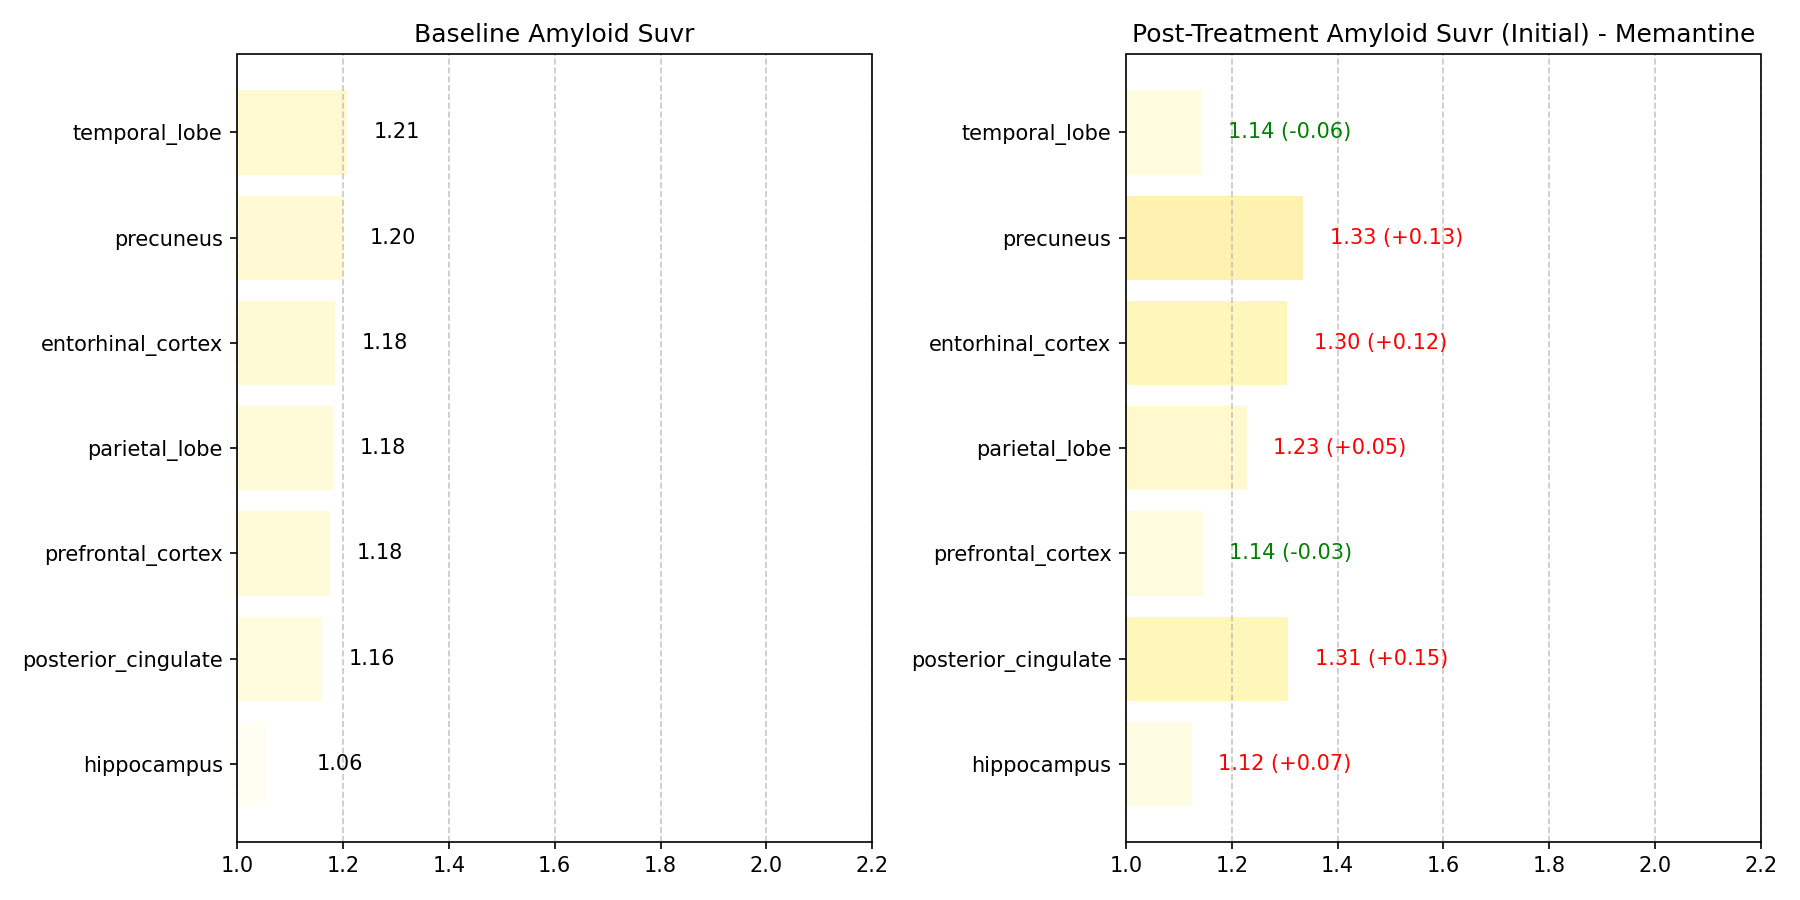 Baseline Amyloid Suvr
temporal_lobe 1.21
precuneus 1.20
entorhinal_cortex 1.18
parietal_lobe 1.18
prefrontal_cortex 1.18
posterior_cingulate 1.16
hippocampus 1.06
1.0 1.2 1.4 1.6 1.8 2.0 2.2
Post-Treatment Amyloid Suvr (Initial) - Memantine
temporal_lobe 1.14 (-0.06)
precuneus 1.33 (+0.13)
entorhinal_cortex 1.30 (+0.12)
parietal_lobe 1.23 (+0.05)
prefrontal_cortex 1.14 (-0.03)
posterior_cingulate 1.31 (+0.15)
hippocampus 1.12 (+0.07)
1.0 1.2 1.4 1.6 1.8 2.0 2.2